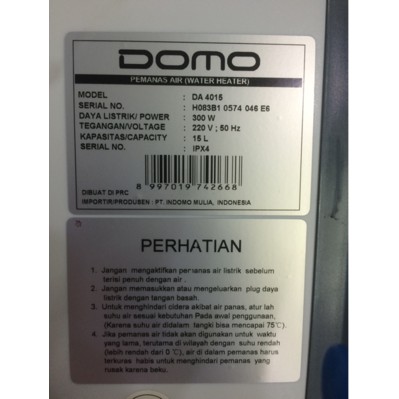 DOMO
PEMANAS AIR (WATER HEATER)
MODEL : DA 4015
SERIAL NO. : H083B1 0574 046 E6
DAYA LISTRIK/ POWER : 300 W
TEGANGAN/VOLTAGE : 220 V ; 50 Hz
KAPASITAS/CAPACITY : 15 L
SERIAL NO. : IPX4
8 997019 742668
DIBUAT DI PRC
IMPORTIR/PRODUSEN : PT. INDOMO MULIA, INDONESIA
PERHATIAN
1. Jangan mengaktifkan pemanas air listrik sebelum
terisi penuh dengan air .
2. Jangan memasukkan atau mengeluarkan plug daya
listrik dengan tangan basah.
3. Untuk menghindari cidera akibat air panas, atur lah
suhu air sesuai kebutuhan Pada awal penggunaan,
(Karena suhu air didalam tangki bisa mencapai 75℃).
4. Jika pemanas air tidak akan digunakan untuk waktu
yang lama, terutama di wilayah dengan suhu rendah
(lebih rendah dari 0 ℃), air di dalam pemanas harus
terkuras habis untuk menghindari pemanas yang
rusak karena beku.